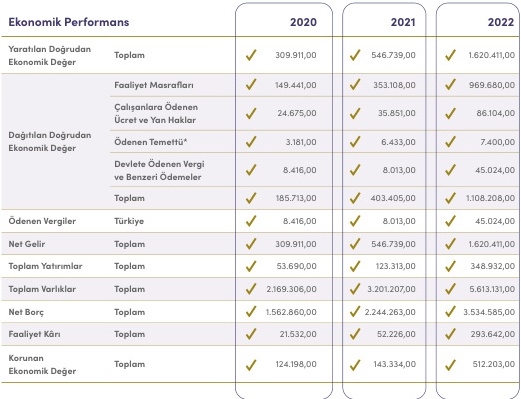 Ekonomik Performans 2020 2021 2022
Yaratılan Doğrudan
Ekonomik Değer Toplam 309.911,00 546.739,00 1.620.411,00
Faaliyet Masrafları 149.441,00 353.108,00 969.680,00
Çalışanlara Ödenen
Ücret ve Yan Haklar 24.675,00 35.851,00 86.104,00
Dağıtılan Doğrudan
Ekonomik Değer
Ödenen Temettü* 3.181,00 6.433,00 7.400,00
Devlete Ödenen Vergi
ve Benzeri Ödemeler 8.416,00 8.013,00 45.024,00
Toplam 185.713,00 403.405,00 1.108.208,00
Ödenen Vergiler Türkiye 8.416,00 8.013,00 45.024,00
Net Gelir Toplam 309.911,00 546.739,00 1.620.411,00
Toplam Yatırımlar Toplam 53.690,00 123.313,00 348.932,00
Toplam Varlıklar Toplam 2.169.306,00 3.201.207,00 5.613.131,00
Net Borç Toplam 1.562.860,00 2.244.263,00 3.534.585,00
Faaliyet Kârı Toplam 21.532,00 52.226,00 293.642,00
Korunan
Ekonomik Değer Toplam 124.198,00 143.334,00 512.203,00